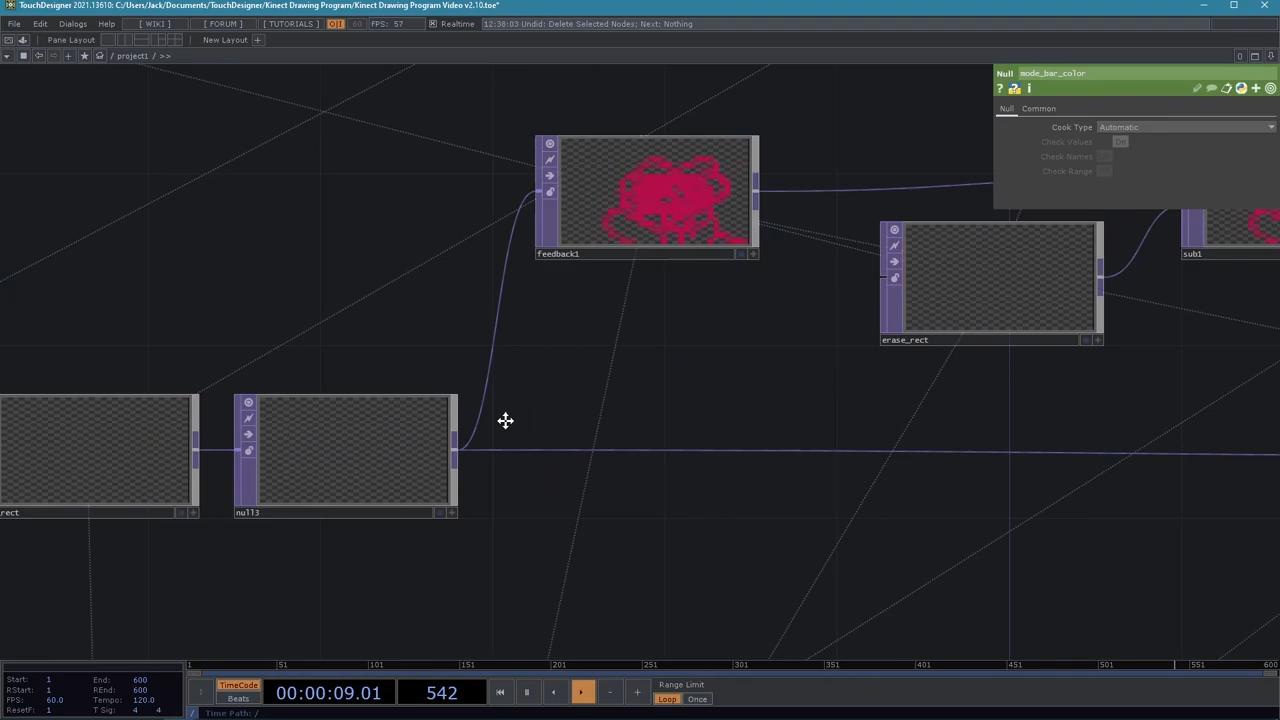 TouchDesigner 2021.13610: C:/Users/Jack/Documents/TouchDesigner/Kinect Drawing Program/Kinect Drawing Program Video v2.10.toe*
File Edit Dialogs Help [ WIKI ] [ FORUM ] [ TUTORIALS ] O|I 60 FPS: 57 Realtime 12:38:03 Undid: Delete Selected Nodes; Next: Nothing
Pane Layout New Layout +
/ project1 / >> 0
Null mode_bar_color
? i
Null Common
Cook Type Automatic
Check Values On
Check Names
Check Range
feedback1
sub1
erase_rect
rect
null3
1 51 101 151 201 251 301 351 401 451 501 551 600
Start: 1 End: 600
RStart: 1 REnd: 600
FPS: 60.0 Tempo: 120.0
ResetF: 1 T Sig: 4 4
TimeCode
Beats
00:00:09.01
542
- +
Range Limit
Loop Once
/ Time Path: /